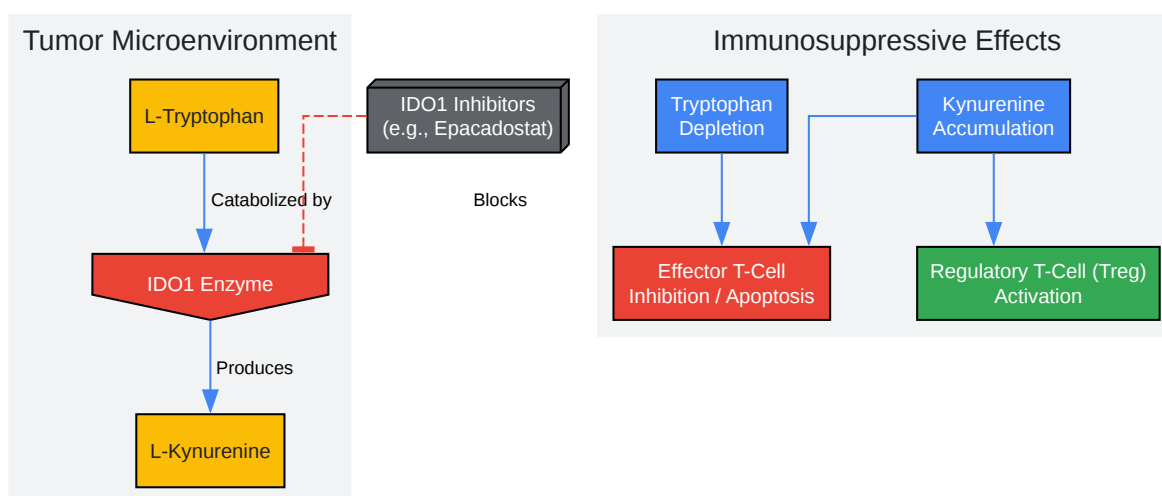 Tumor Microenvironment
L-Tryptophan
IDO1 Inhibitors
(e.g., Epacadostat)
Catabolized by
Blocks
IDO1 Enzyme
Produces
L-Kynurenine
Immunosuppressive Effects
Tryptophan
Depletion
Kynurenine
Accumulation
Effector T-Cell
Inhibition / Apoptosis
Regulatory T-Cell (Treg)
Activation